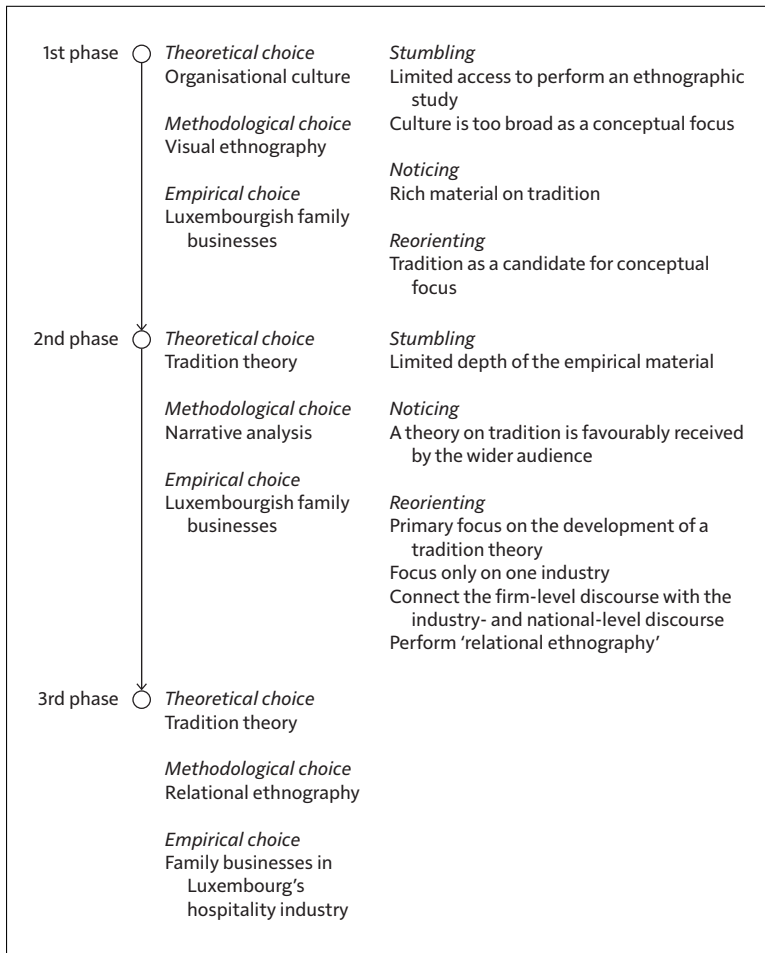 1st phase
Theoretical choice
Organisational culture
Methodological choice
Visual ethnography
Empirical choice
Luxembourgish family
businesses
Stumbling
Limited access to perform an ethnographic
study
Culture is too broad as a conceptual focus
Noticing
Rich material on tradition
Reorienting
Tradition as a candidate for conceptual
focus
2nd phase
Theoretical choice
Tradition theory
Methodological choice
Narrative analysis
Empirical choice
Luxembourgish family
businesses
Stumbling
Limited depth of the empirical material
Noticing
A theory on tradition is favourably received
by the wider audience
Reorienting
Primary focus on the development of a
tradition theory
Focus only on one industry
Connect the firm-level discourse with the
industry- and national-level discourse
Perform ‘relational ethnography’
3rd phase
Theoretical choice
Tradition theory
Methodological choice
Relational ethnography
Empirical choice
Family businesses in
Luxembourg’s
hospitality industry